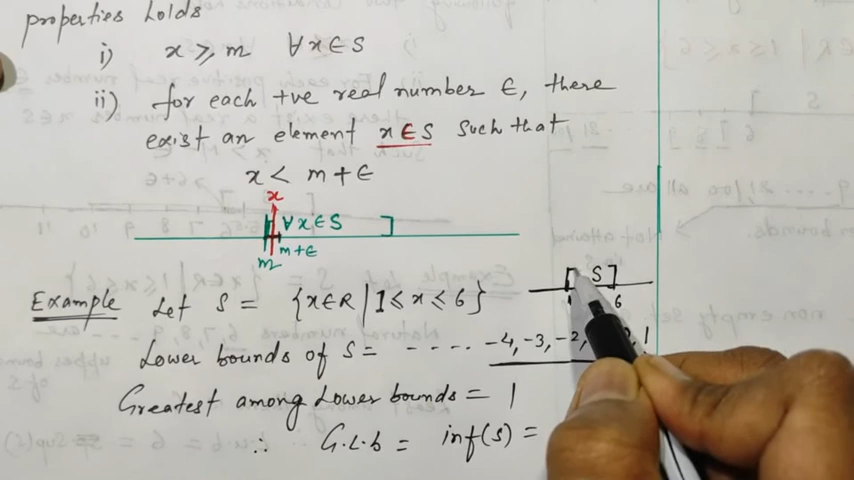 properties holds
i) x ⩾ m ∀x∈S
ii) for each +ve real number ∈, there
exist an element x∈S such that
x < m+∈
x
[ ∀x∈S ]
m m+∈
[ S ]
6
Example Let S = {x∈R | 1 ≤ x ≤ 6}
Lower bounds of S = ---- -4, -3, -2, 1
Greatest among Lower bounds = 1
∴ G.L.b = inf(s) =